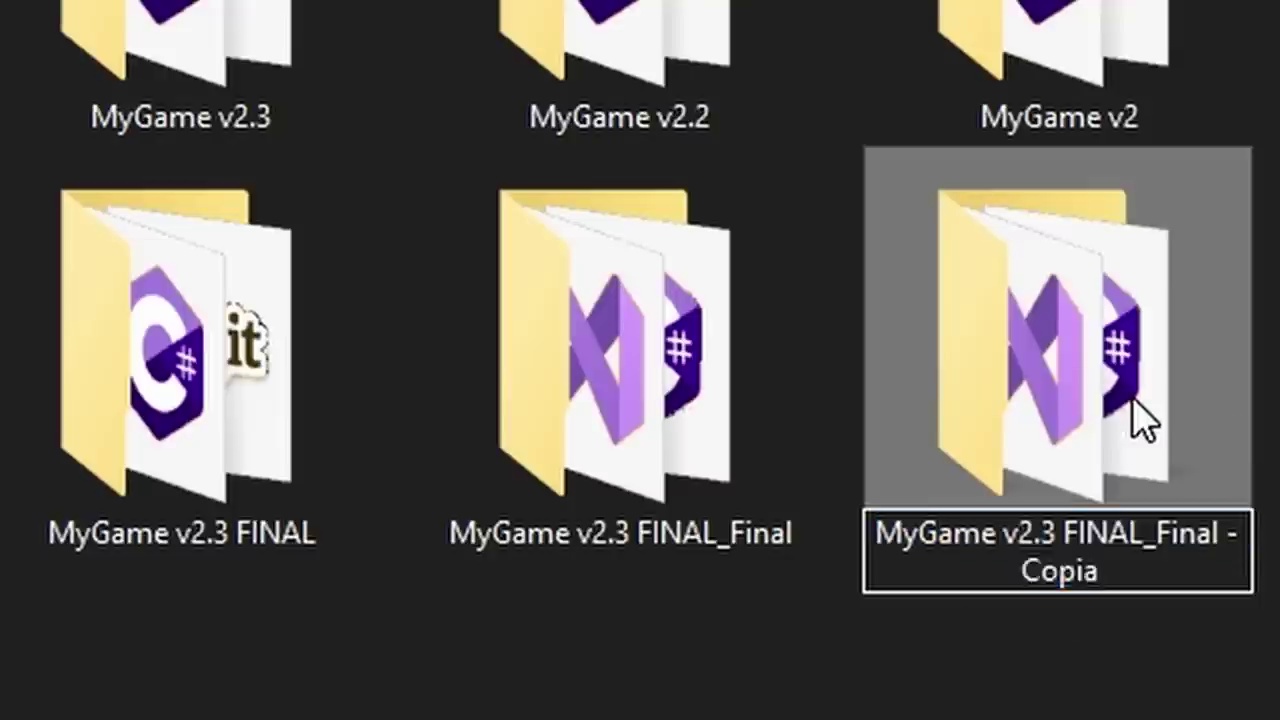 MyGame v2.3
MyGame v2.2
MyGame v2
C#
it
#
#
MyGame v2.3 FINAL
MyGame v2.3 FINAL_Final
MyGame v2.3 FINAL_Final -
Copia